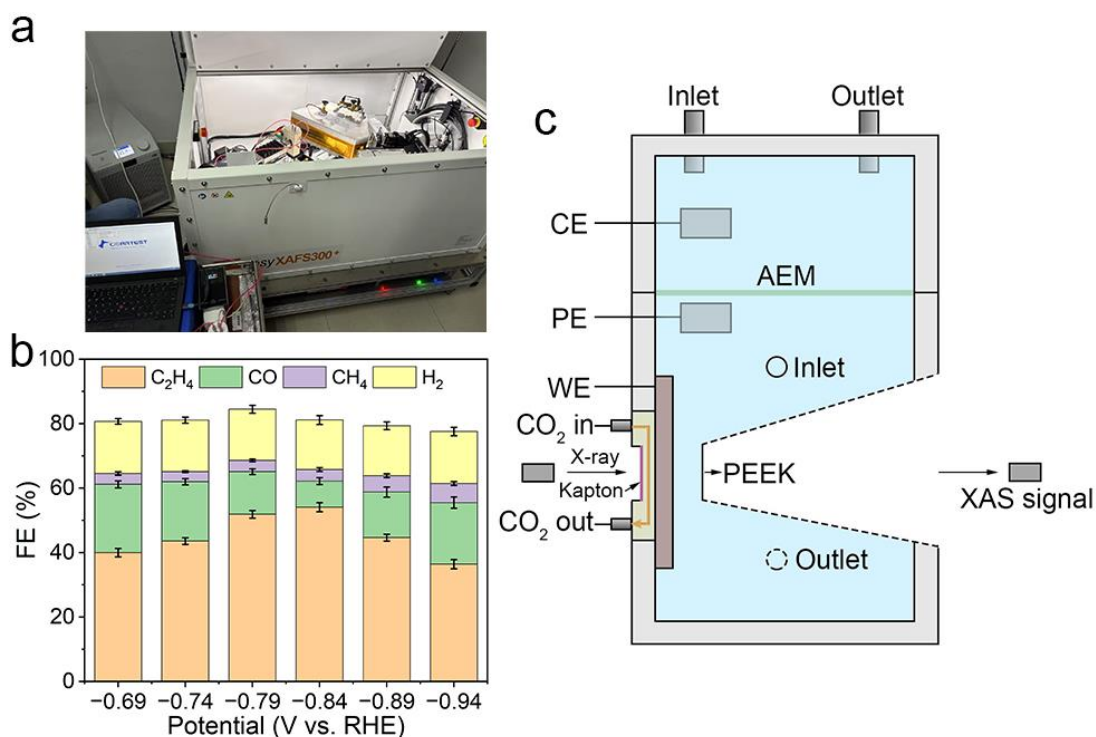 a
CORRTEST
easyXAFS300+
b
100
80
60
40
20
0
FE (%)
C₂H₄
CO
CH₄
H₂
−0.69
−0.74
−0.79
−0.84
−0.89
−0.94
Potential (V vs. RHE)
c
Inlet
Outlet
CE
AEM
PE
Inlet
WE
CO₂ in
X-ray
PEEK
Kapton
XAS signal
CO₂ out
Outlet